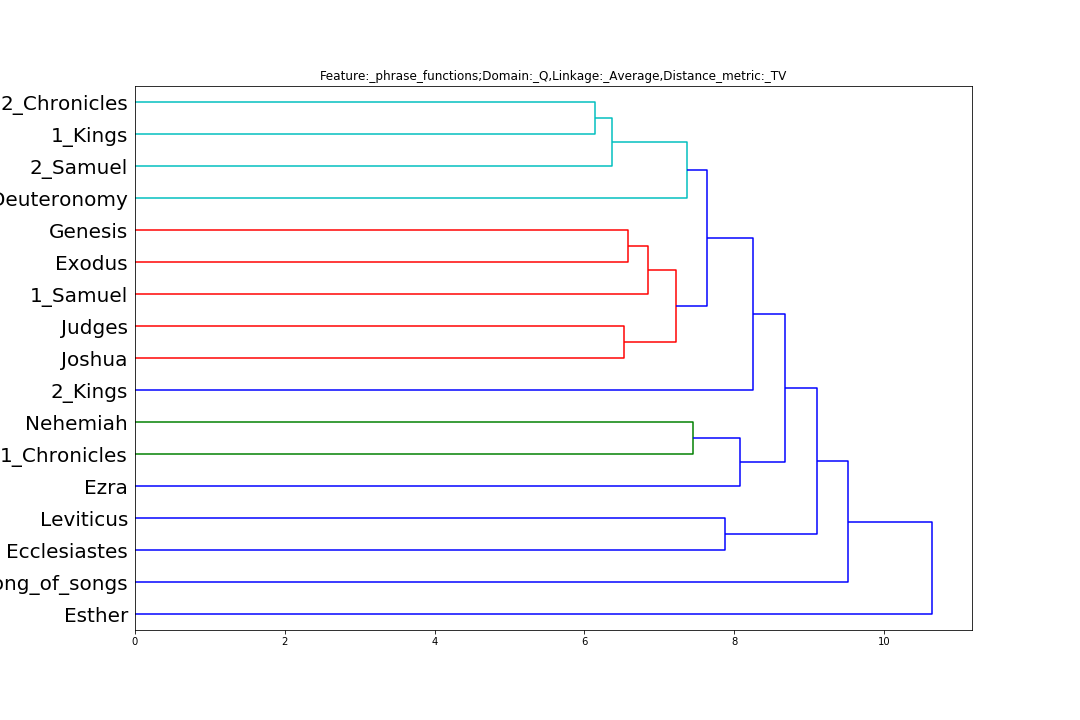 Feature:_phrase_functions;Domain:_Q,Linkage:_Average,Distance_metric:_TV
2_Chronicles
1_Kings
2_Samuel
Deuteronomy
Genesis
Exodus
1_Samuel
Judges
Joshua
2_Kings
Nehemiah
1_Chronicles
Ezra
Leviticus
Ecclesiastes
ong_of_songs
Esther
0 2 4 6 8 10